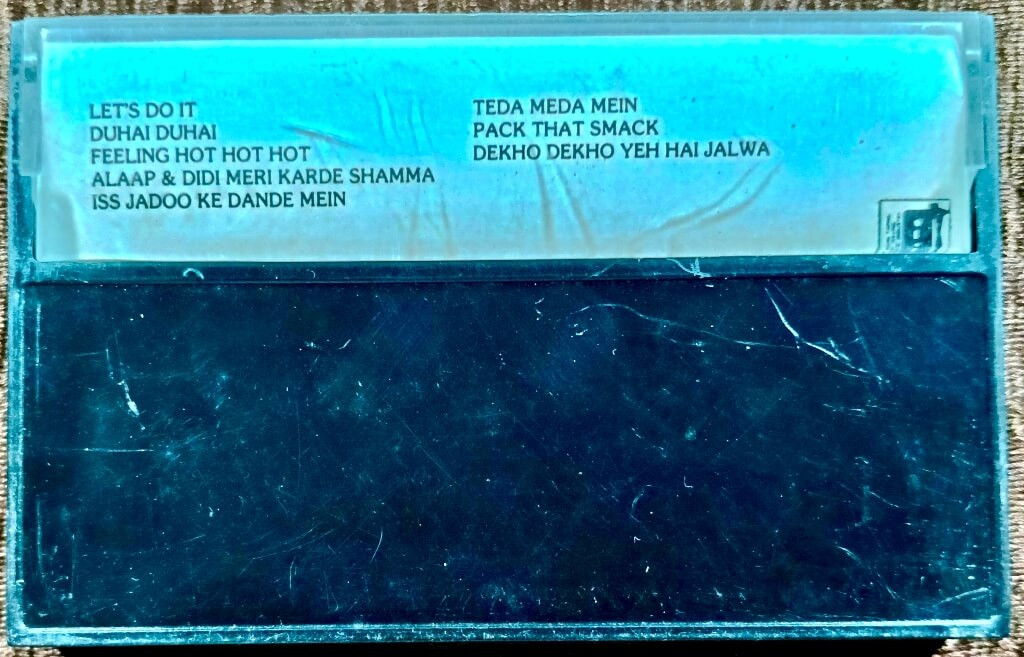 LET'S DO IT
DUHAI DUHAI
FEELING HOT HOT HOT
ALAAP & DIDI MERI KARDE SHAMMA
ISS JADOO KE DANDE MEIN
TEDA MEDA MEIN
PACK THAT SMACK
DEKHO DEKHO YEH HAI JALWA